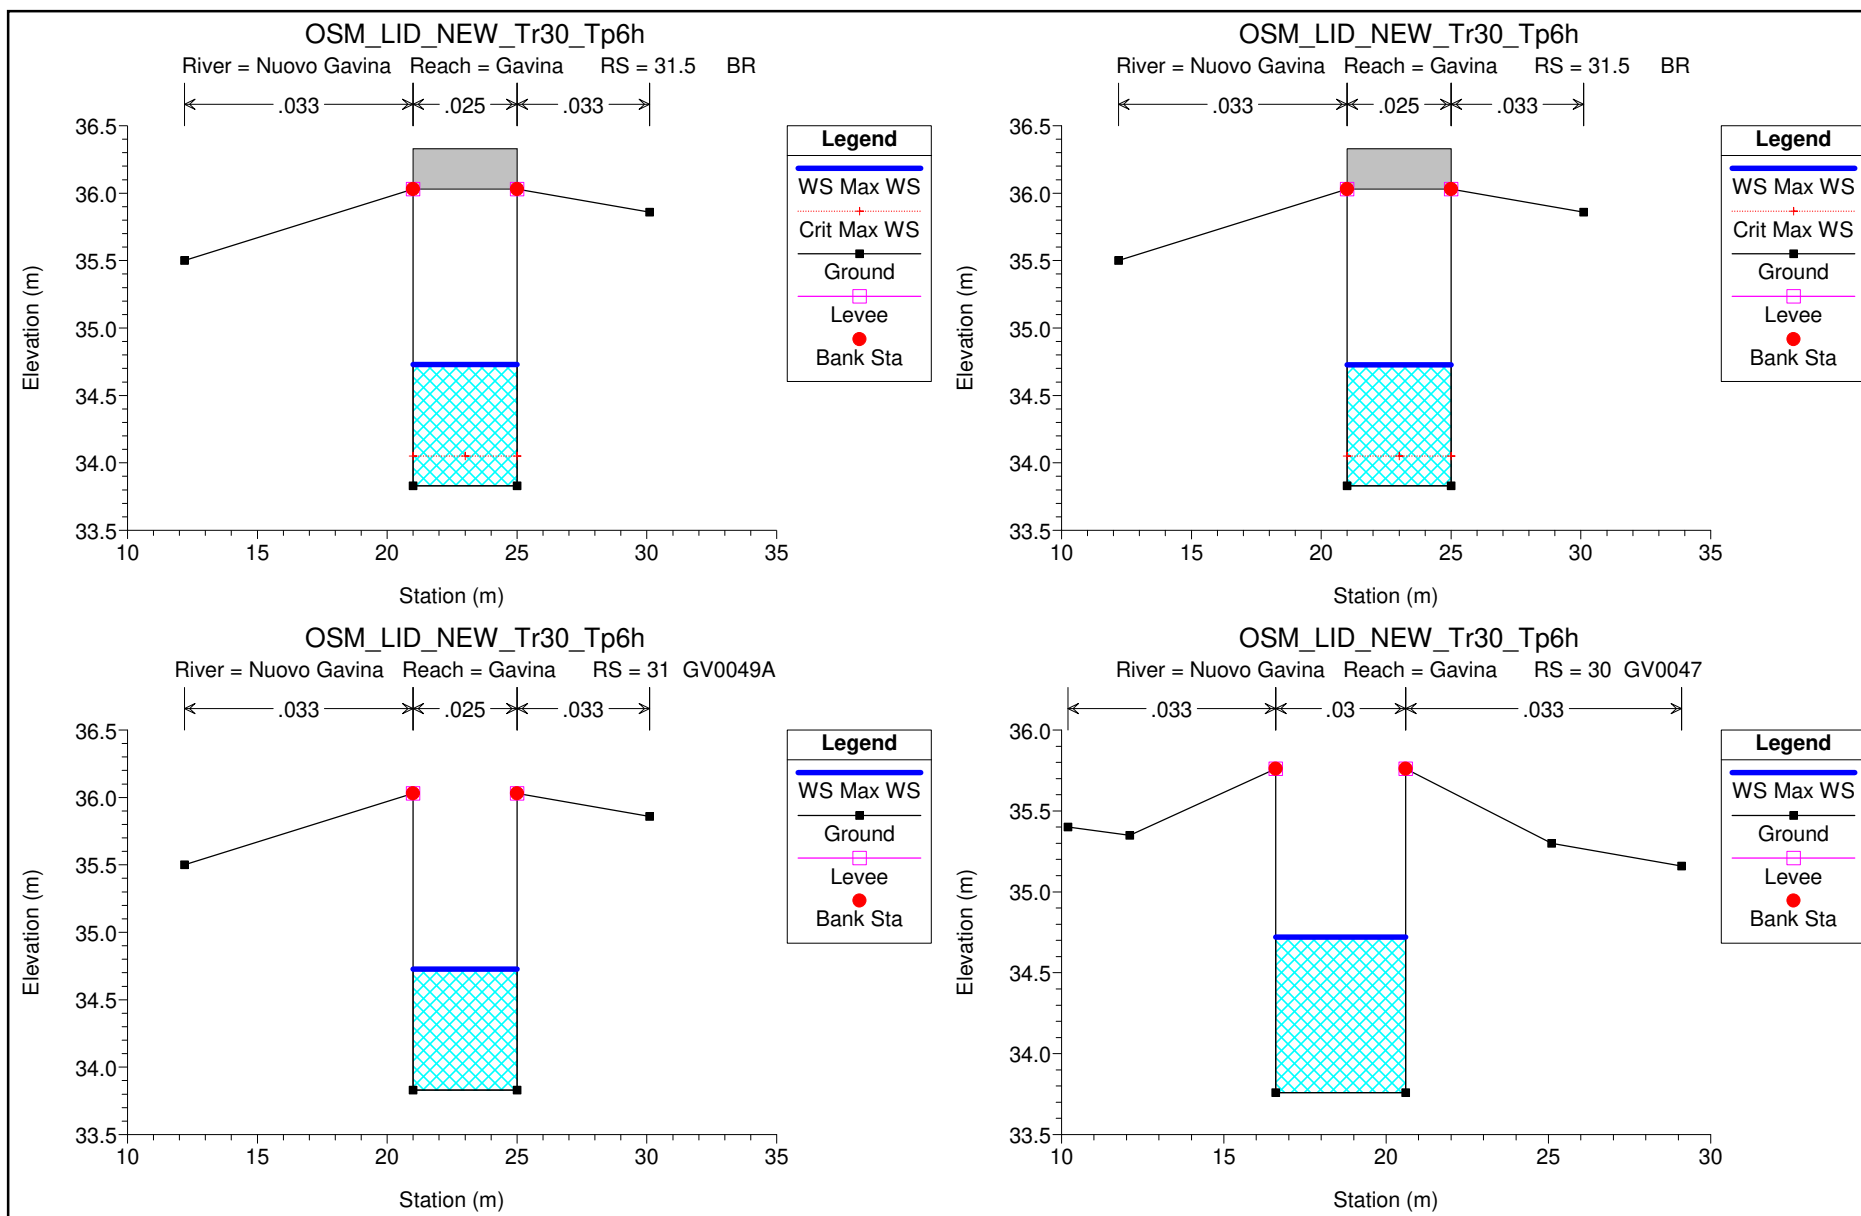 OSM_LID_NEW_Tr30_Tp6h
River = Nuovo Gavina Reach = Gavina RS = 31.5 BR
.033 .025 .033
36.5
36.0
35.5
35.0
34.5
34.0
33.5
10 15 20 25 30 35
Station (m)
Elevation (m)
Legend
WS Max WS
Crit Max WS
Ground
Levee
Bank Sta
OSM_LID_NEW_Tr30_Tp6h
River = Nuovo Gavina Reach = Gavina RS = 31.5 BR
.033 .025 .033
36.5
36.0
35.5
35.0
34.5
34.0
33.5
10 15 20 25 30 35
Station (m)
Elevation (m)
Legend
WS Max WS
Crit Max WS
Ground
Levee
Bank Sta
OSM_LID_NEW_Tr30_Tp6h
River = Nuovo Gavina Reach = Gavina RS = 31 GV0049A
.033 .025 .033
36.5
36.0
35.5
35.0
34.5
34.0
33.5
10 15 20 25 30 35
Station (m)
Elevation (m)
Legend
WS Max WS
Ground
Levee
Bank Sta
OSM_LID_NEW_Tr30_Tp6h
River = Nuovo Gavina Reach = Gavina RS = 30 GV0047
.033 .03 .033
36.0
35.5
35.0
34.5
34.0
33.5
10 15 20 25 30
Station (m)
Elevation (m)
Legend
WS Max WS
Ground
Levee
Bank Sta